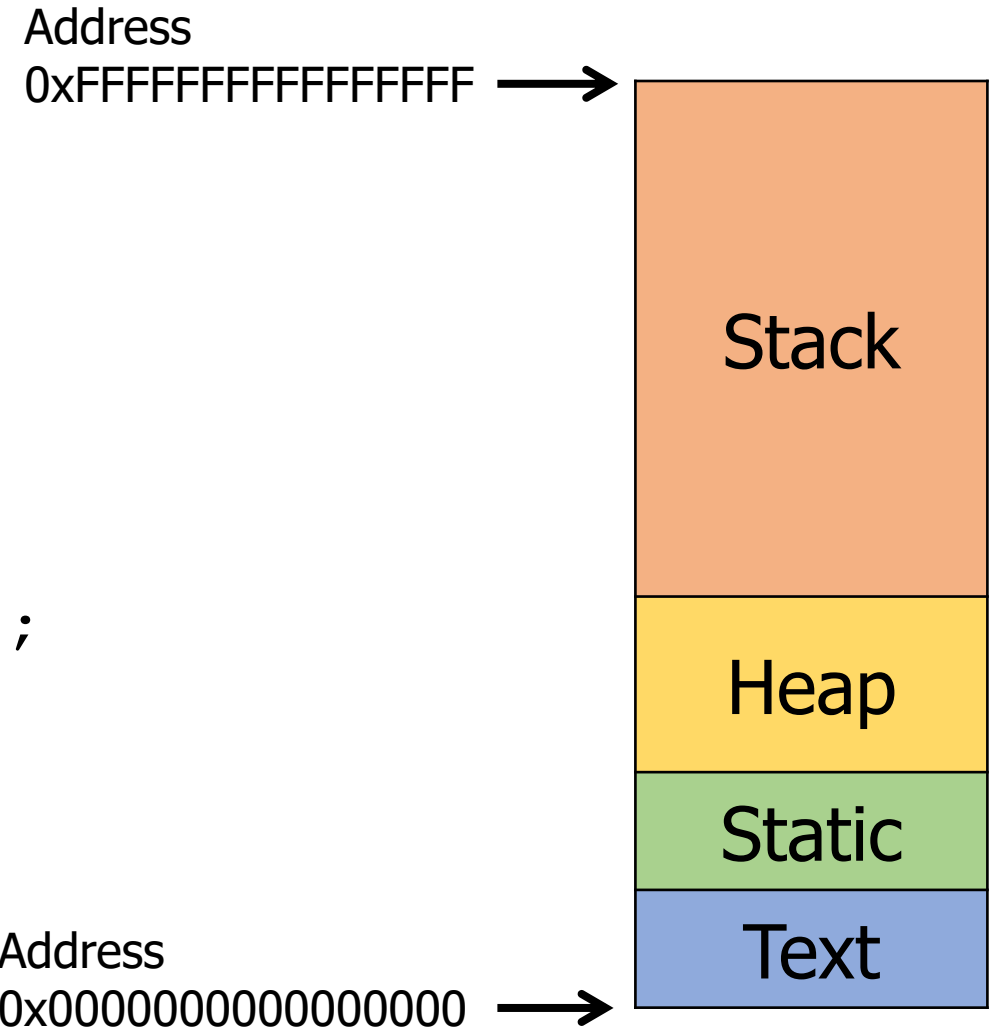 Address
0xFFFFFFFFFFFFFFFF
Stack
;
Heap
Static
Text
Address
0x0000000000000000